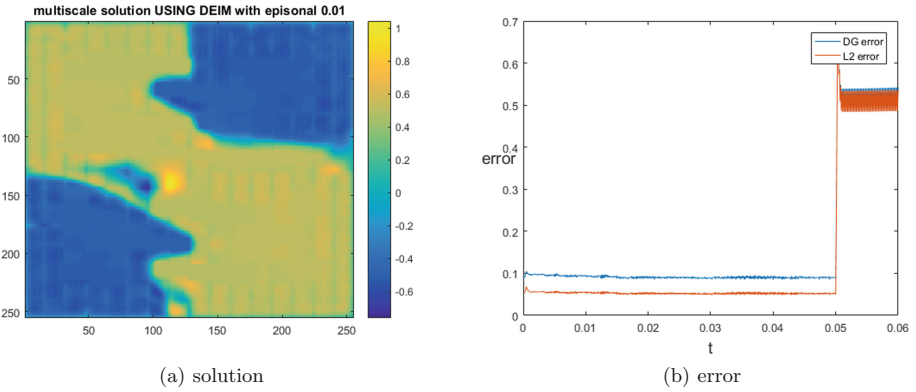 multiscale solution USING DEIM with episonal 0.01
50
100
150
200
250
50 100 150 200 250
1
0.8
0.6
0.4
0.2
0
-0.2
-0.4
-0.6
(a) solution
0.7
0.6
0.5
0.4
0.3
0.2
0.1
0
error
DG error
L2 error
0 0.01 0.02 0.03 0.04 0.05 0.06
t
(b) error